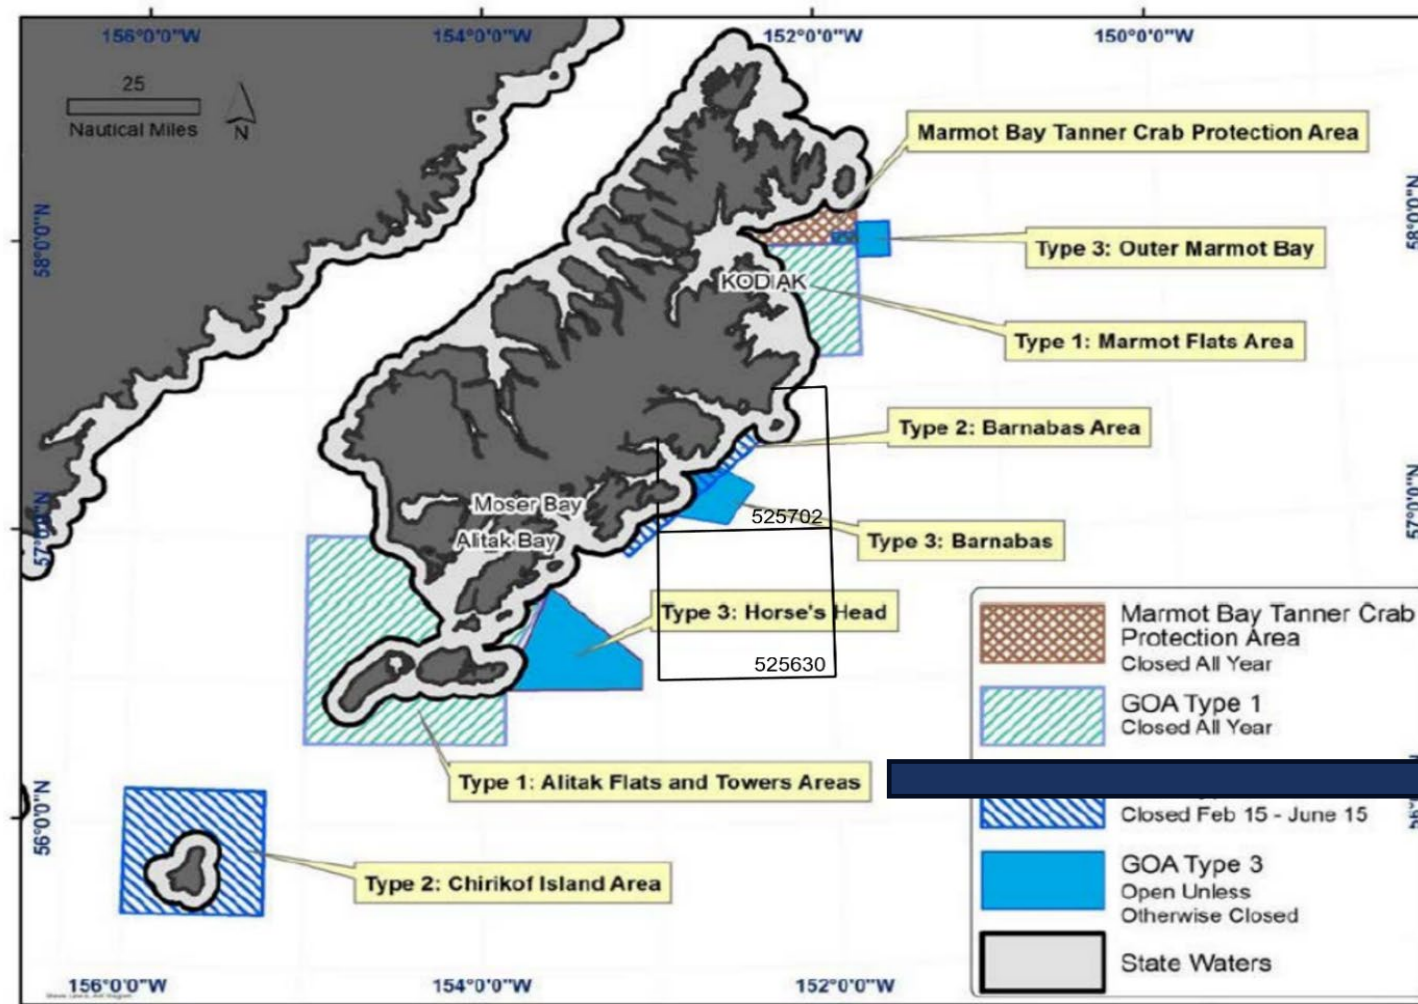 156°0'0"W
154°0'0"W
152°0'0"W
150°0'0"W
25
Nautical Miles
N
Marmot Bay Tanner Crab Protection Area
58°0'0"N
58°0'0"N
Type 3: Outer Marmot Bay
KODIAK
Type 1: Marmot Flats Area
Type 2: Barnabas Area
Moser Bay
525702
57°0'0"N
57°0'0"N
Alitak Bay
Type 3: Barnabas
Type 3: Horse's Head
525630
Marmot Bay Tanner Crab
Protection Area
Closed All Year
GOA Type 1
Closed All Year
Type 1: Alitak Flats and Towers Areas
56°0'0"N
Closed Feb 15 - June 15
Type 2: Chirikof Island Area
GOA Type 3
Open Unless
Otherwise Closed
State Waters
156°0'0"W
154°0'0"W
152°0'0"W